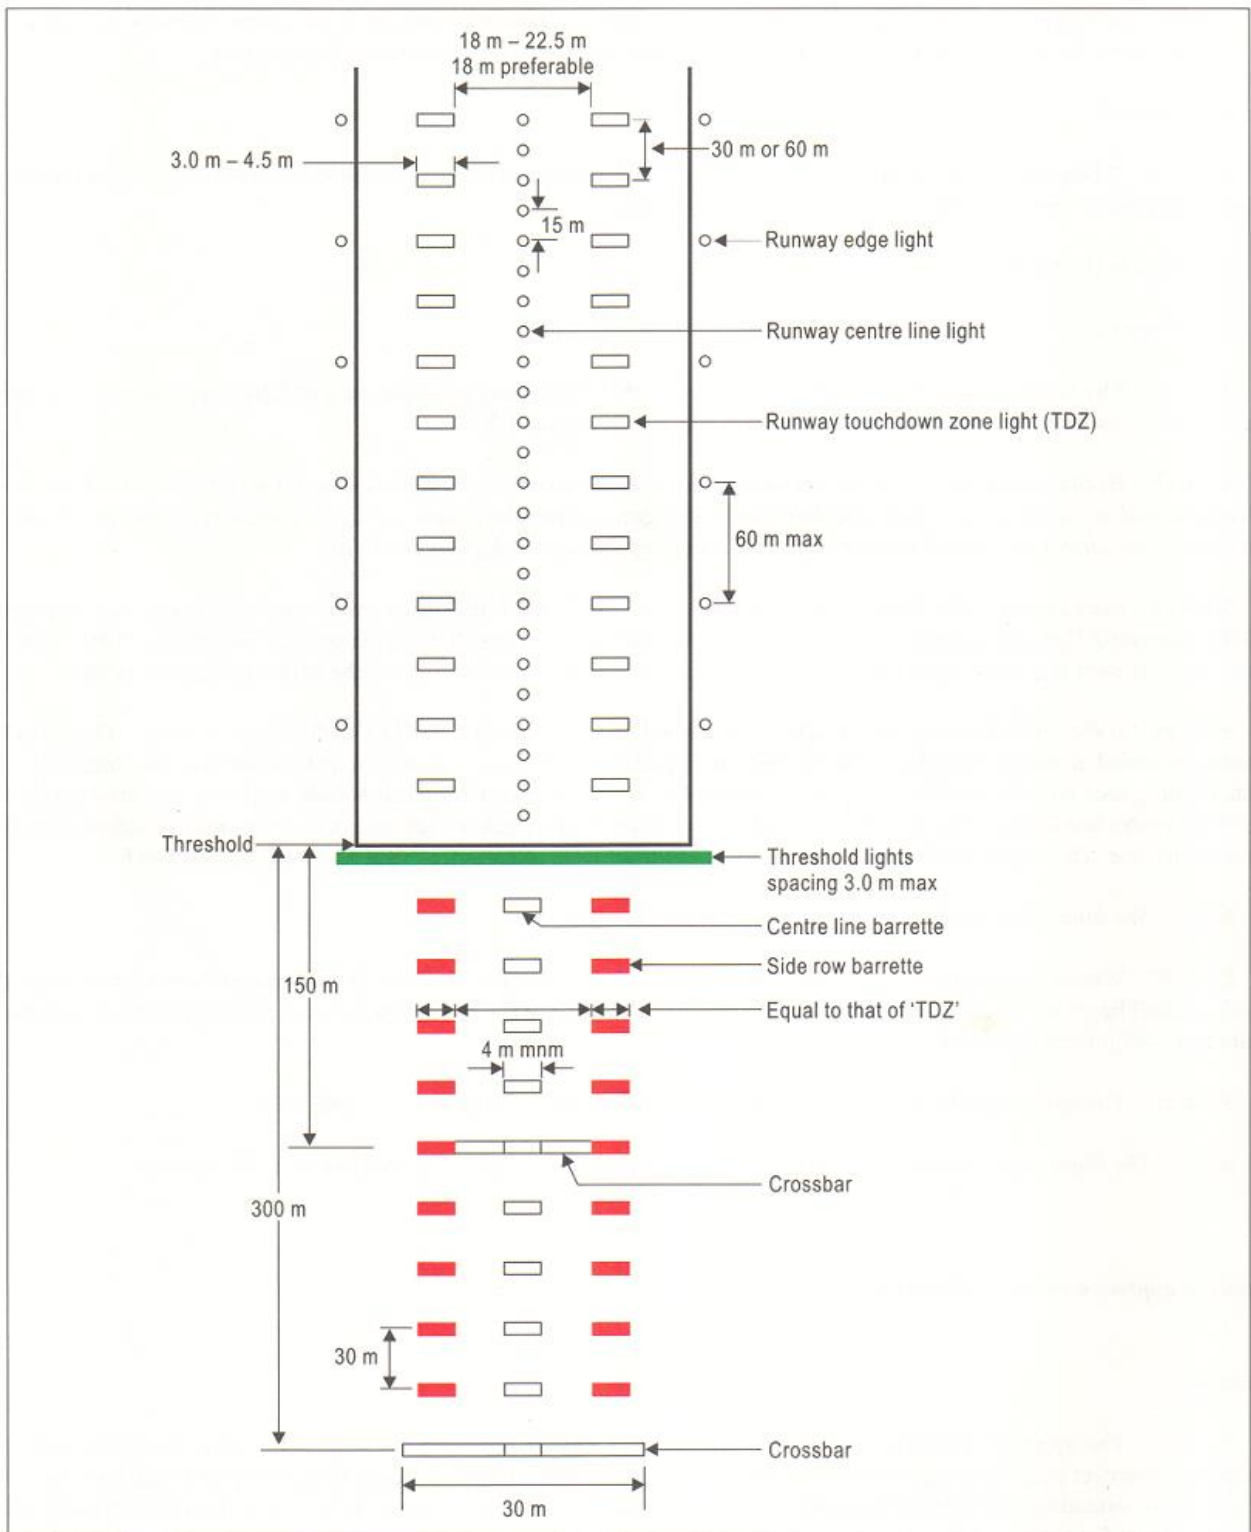 18 m – 22.5 m
18 m preferable
3.0 m – 4.5 m
30 m or 60 m
15 m
Runway edge light
Runway centre line light
Runway touchdown zone light (TDZ)
60 m max
Threshold
Threshold lights
spacing 3.0 m max
Centre line barrette
Side row barrette
150 m
Equal to that of ‘TDZ’
4 m mnm
Crossbar
300 m
30 m
Crossbar
30 m